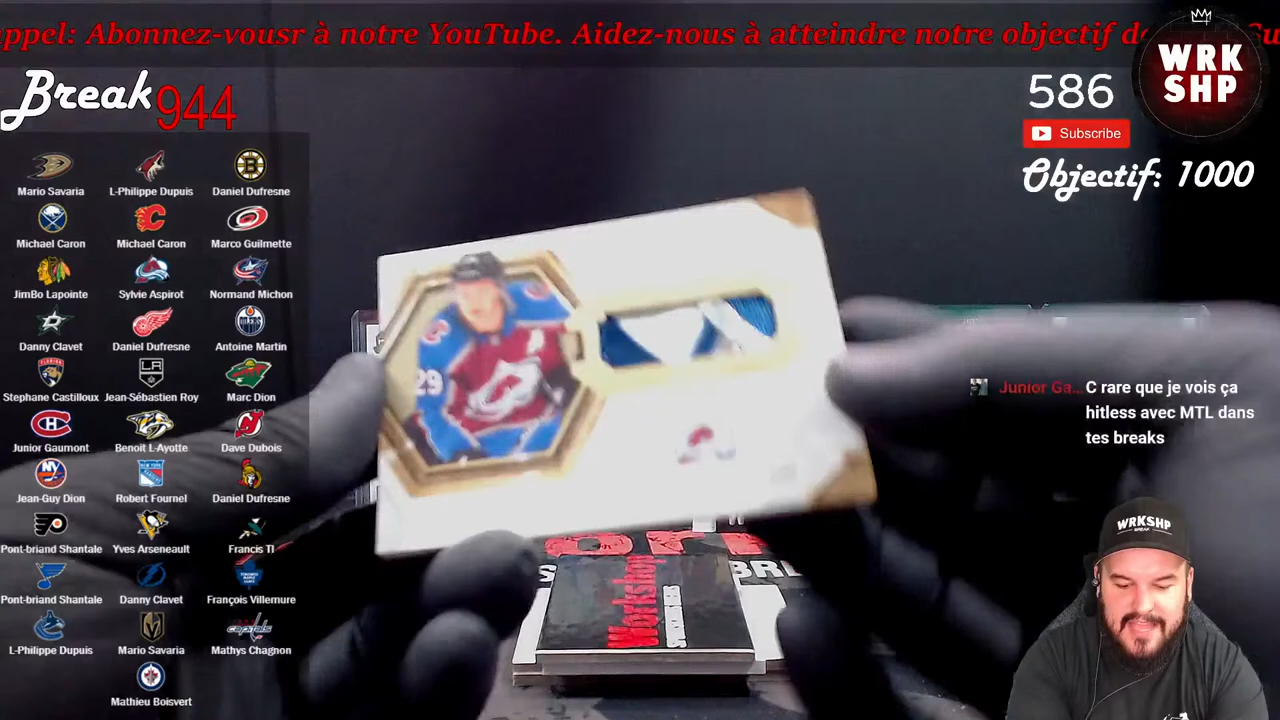 ppel: Abonnez-vousr à notre YouTube. Aidez-nous à atteindre notre objectif d
Break 944
WRK
SHP
586
Subscribe
Objectif: 1000
Mario Savaria
L-Philippe Dupuis
Daniel Dufresne
Michael Caron
Michael Caron
Marco Guilmette
JimBo Lapointe
Sylvie Aspirot
Normand Michon
Danny Clavet
Daniel Dufresne
Antoine Martin
Stephane Castilloux
Jean-Sébastien Roy
Marc Dion
Junior Gaumont
Benoit L-Ayotte
Dave Dubois
Jean-Guy Dion
Robert Fournel
Daniel Dufresne
Pont-briand Shantale
Yves Arseneault
Francis Tl
Pont-briand Shantale
Danny Clavet
François Villemure
L-Philippe Dupuis
Mario Savaria
Mathys Chagnon
Mathieu Boisvert
29
Junior Ga... C rare que je vois ça
hitless avec MTL dans
tes breaks
Workshop
WRKSHP
BREAK